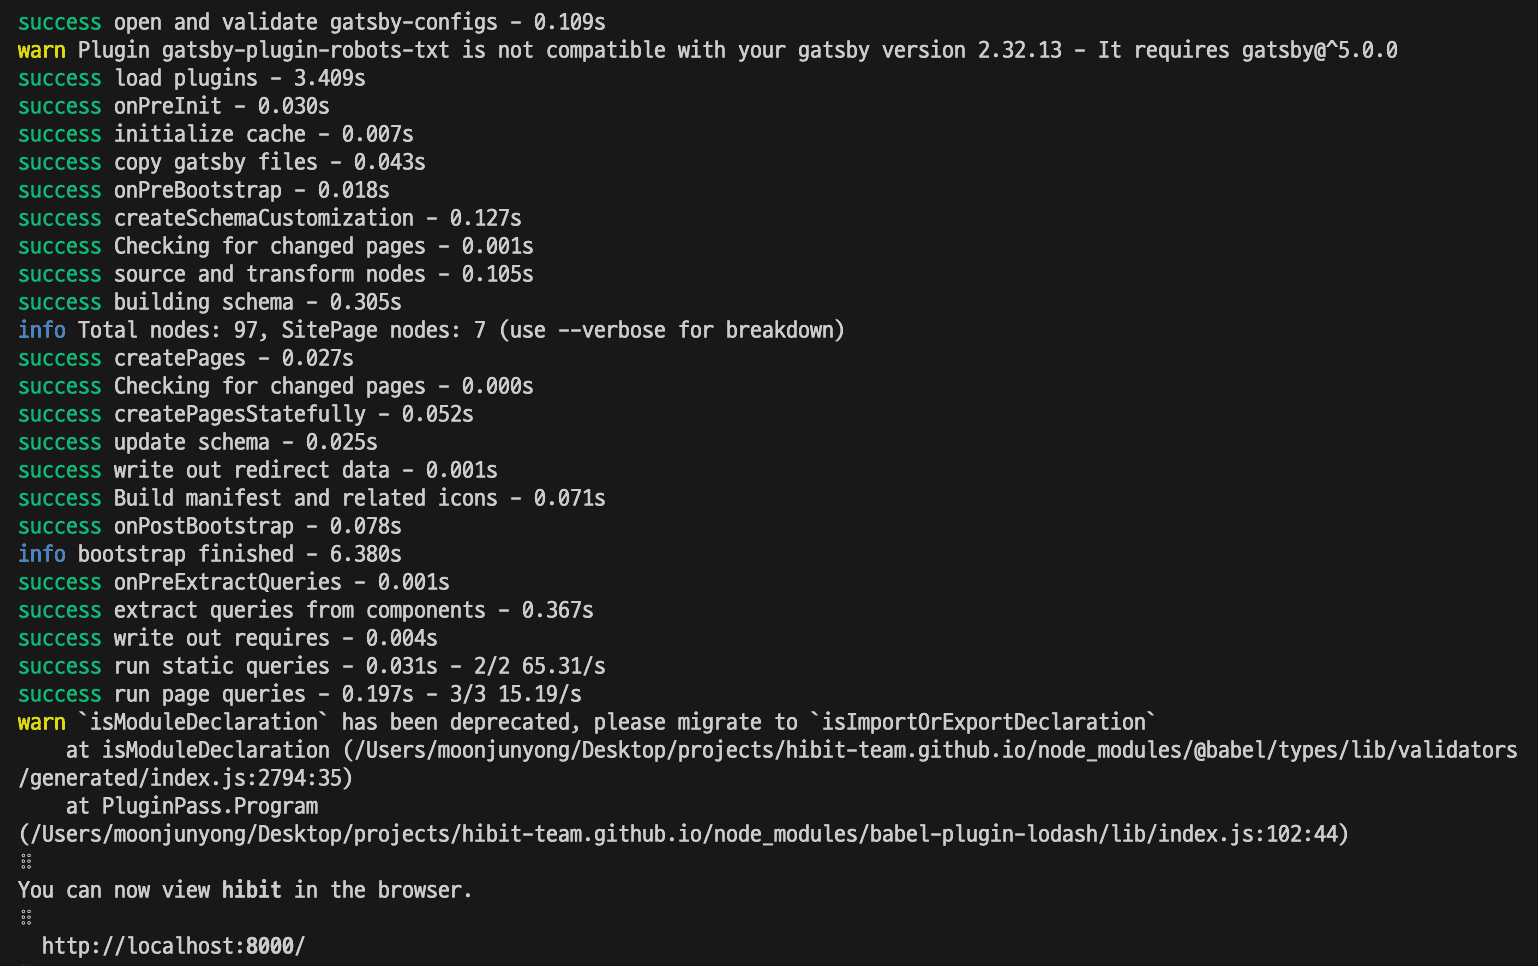 success open and validate gatsby-configs - 0.109s
warn Plugin gatsby-plugin-robots-txt is not compatible with your gatsby version 2.32.13 - It requires gatsby@^5.0.0
success load plugins - 3.409s
success onPreInit - 0.030s
success initialize cache - 0.007s
success copy gatsby files - 0.043s
success onPreBootstrap - 0.018s
success createSchemaCustomization - 0.127s
success Checking for changed pages - 0.001s
success source and transform nodes - 0.105s
success building schema - 0.305s
info Total nodes: 97, SitePage nodes: 7 (use --verbose for breakdown)
success createPages - 0.027s
success Checking for changed pages - 0.000s
success createPagesStatefully - 0.052s
success update schema - 0.025s
success write out redirect data - 0.001s
success Build manifest and related icons - 0.071s
success onPostBootstrap - 0.078s
info bootstrap finished - 6.380s
success onPreExtractQueries - 0.001s
success extract queries from components - 0.367s
success write out requires - 0.004s
success run static queries - 0.031s - 2/2 65.31/s
success run page queries - 0.197s - 3/3 15.19/s
warn `isModuleDeclaration` has been deprecated, please migrate to `isImportOrExportDeclaration`
    at isModuleDeclaration (/Users/moonjunyong/Desktop/projects/hibit-team.github.io/node_modules/@babel/types/lib/validators
/generated/index.js:2794:35)
    at PluginPass.Program
(/Users/moonjunyong/Desktop/projects/hibit-team.github.io/node_modules/babel-plugin-lodash/lib/index.js:102:44)
⠿
You can now view hibit in the browser.
⠿
  http://localhost:8000/